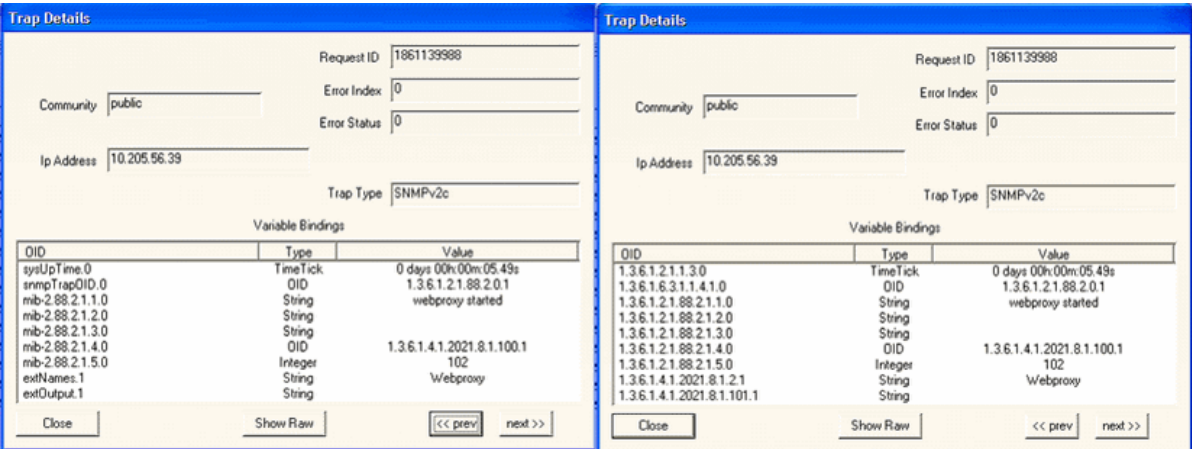 Trap Details
Request ID 1861139988
Error Index 0
Community public
Error Status 0
Ip Address 10.205.56.39
Trap Type SNMPv2c
Variable Bindings
OID Type Value
sysUpTime.0 TimeTick 0 days 00h:00m:05.49s
snmpTrapOID.0 OID 1.3.6.1.2.1.88.2.0.1
mib-2.88.2.1.1.0 String webproxy started
mib-2.88.2.1.2.0 String
mib-2.88.2.1.3.0 String
mib-2.88.2.1.4.0 OID 1.3.6.1.4.1.2021.8.1.100.1
mib-2.88.2.1.5.0 Integer 102
extNames.1 String Webproxy
extOutput.1 String
Close Show Raw << prev next >>
Trap Details
Request ID 1861139988
Error Index 0
Community public
Error Status 0
Ip Address 10.205.56.39
Trap Type SNMPv2c
Variable Bindings
OID Type Value
1.3.6.1.2.1.1.3.0 TimeTick 0 days 00h:00m:05.49s
1.3.6.1.6.3.1.1.4.1.0 OID 1.3.6.1.2.1.88.2.0.1
1.3.6.1.2.1.88.2.1.1.0 String webproxy started
1.3.6.1.2.1.88.2.1.2.0 String
1.3.6.1.2.1.88.2.1.3.0 String
1.3.6.1.2.1.88.2.1.4.0 OID 1.3.6.1.4.1.2021.8.1.100.1
1.3.6.1.2.1.88.2.1.5.0 Integer 102
1.3.6.1.4.1.2021.8.1.2.1 String Webproxy
1.3.6.1.4.1.2021.8.1.101.1 String
Close Show Raw << prev next >>